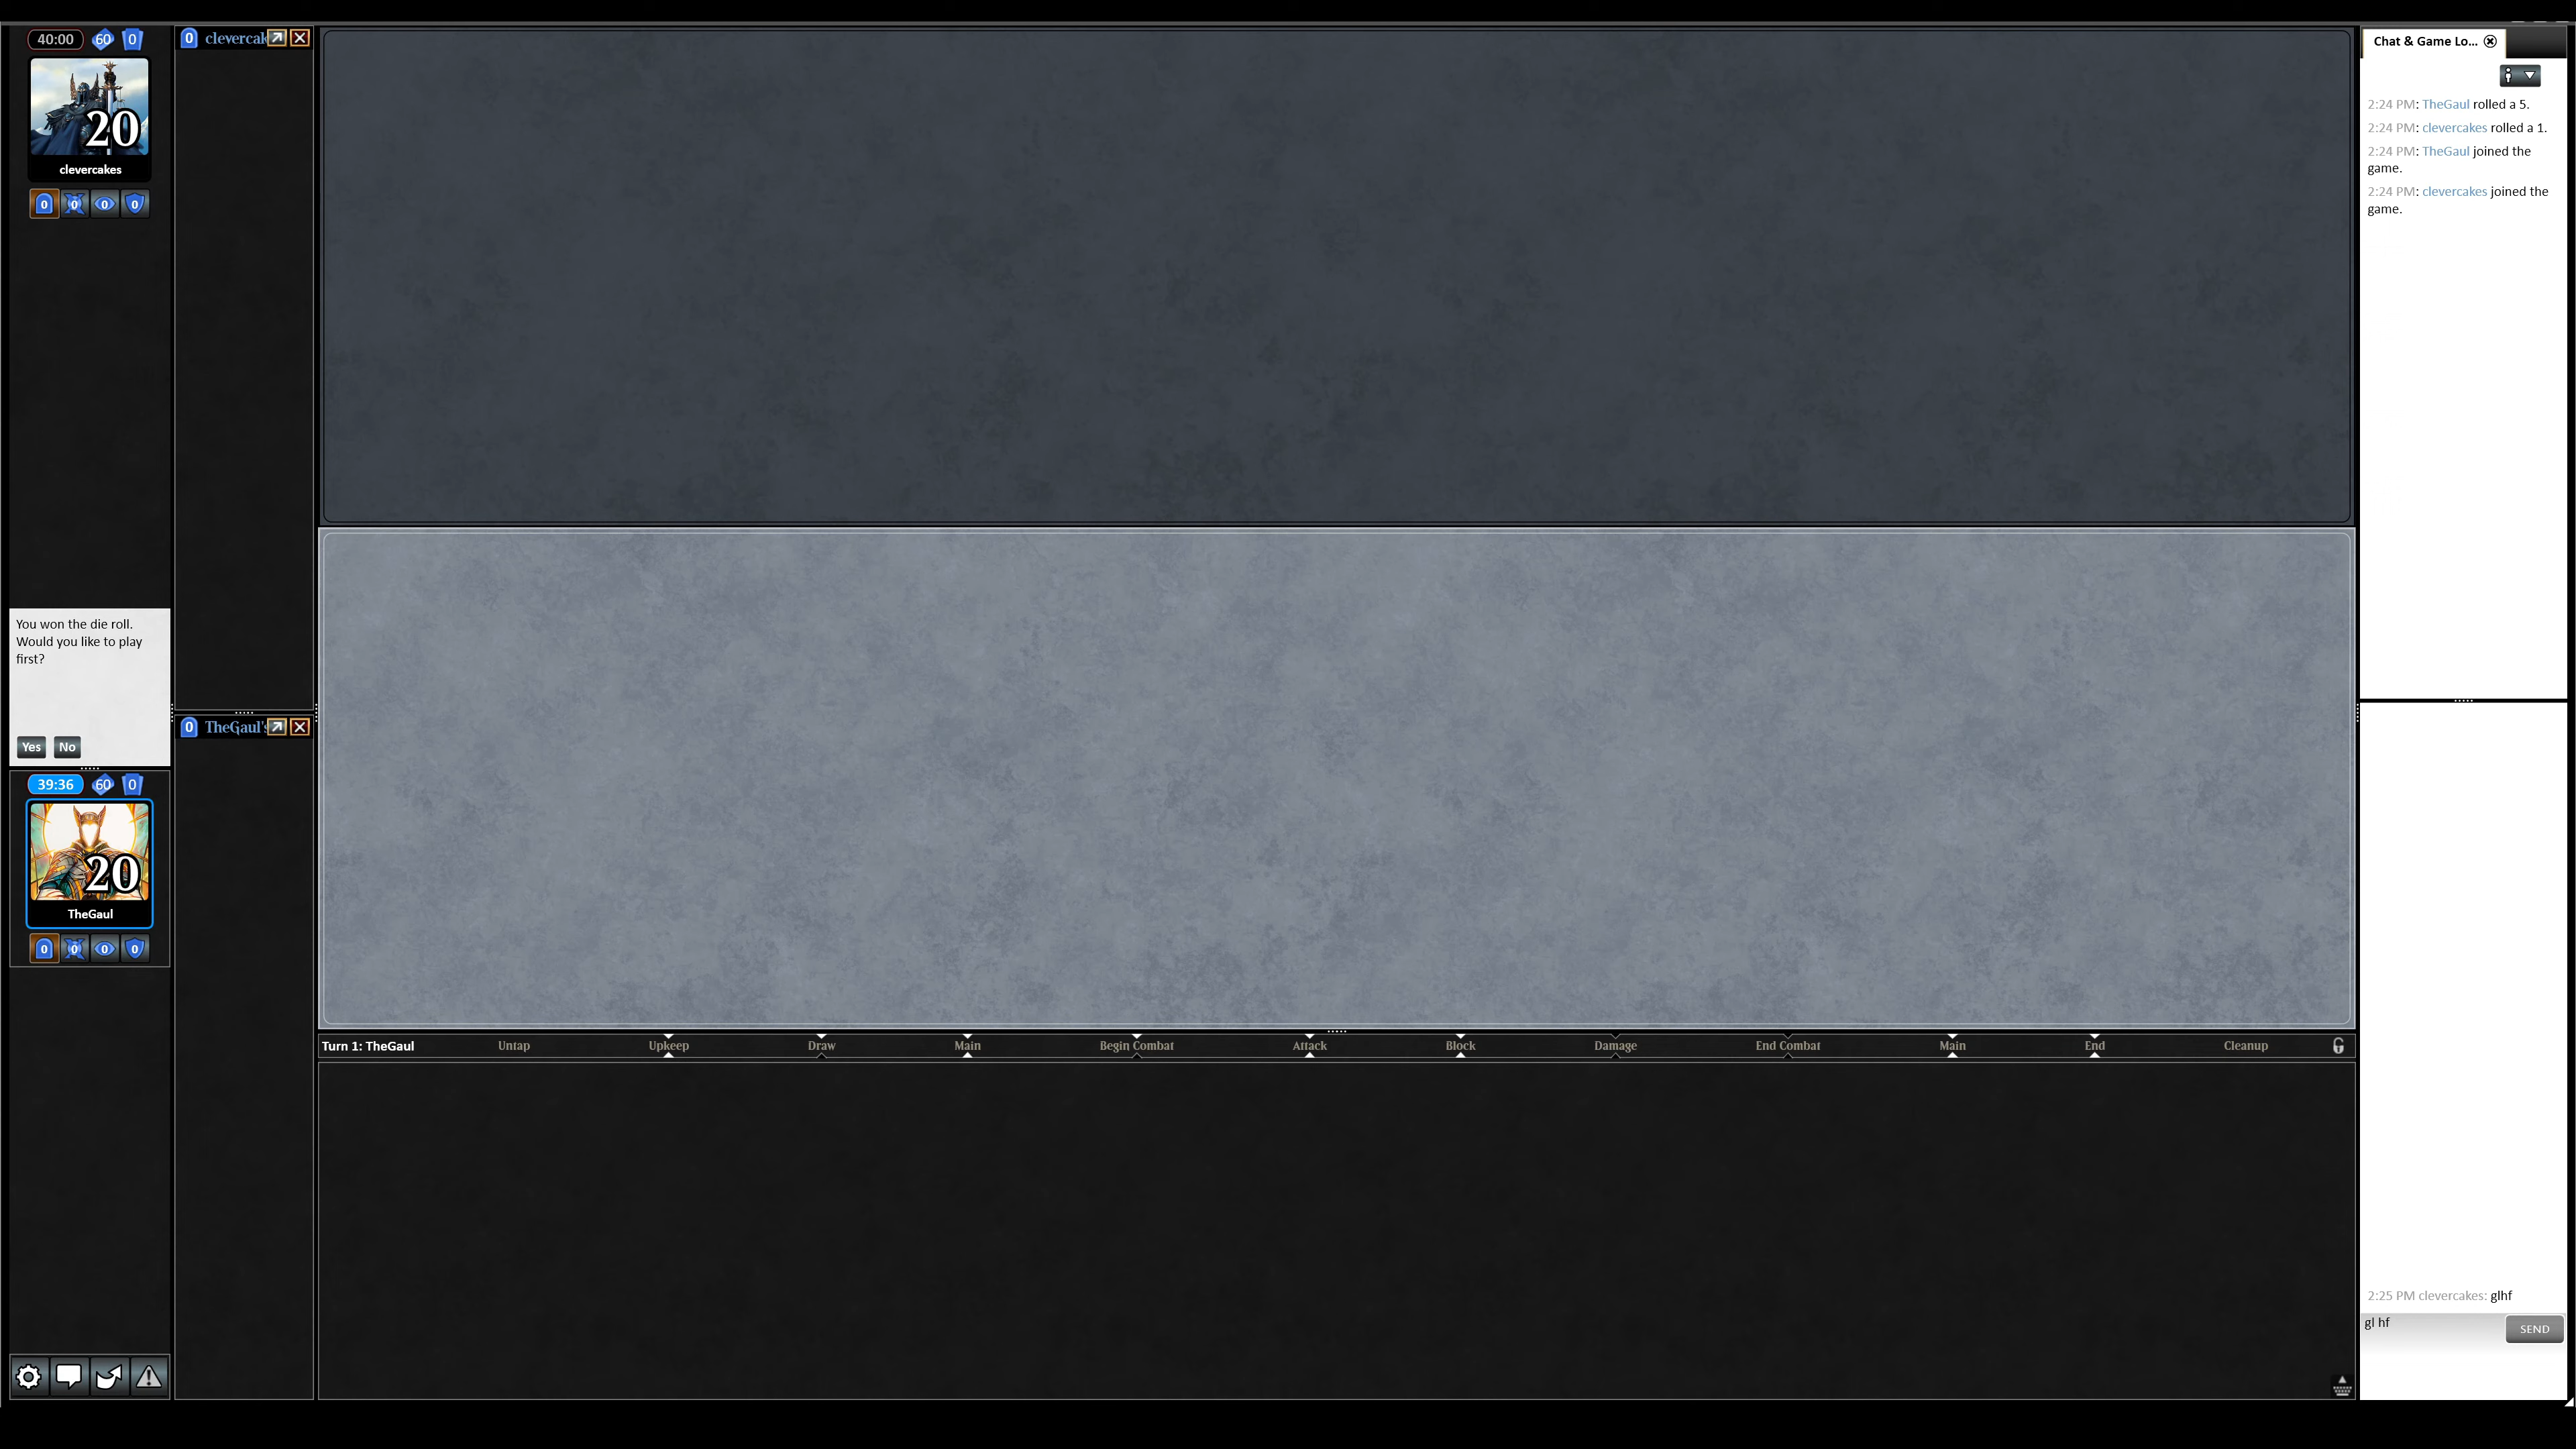 40:00 60 0
20
clevercakes
0 0 0 0
0 clevercak
Chat & Game Lo...
2:24 PM: TheGaul rolled a 5.
2:24 PM: clevercakes rolled a 1.
2:24 PM: TheGaul joined the
game.
2:24 PM: clevercakes joined the
game.
You won the die roll.
Would you like to play
first?
Yes No
0 TheGaul's
39:36 60 0
20
TheGaul
0 0 0 0
Turn 1: TheGaul Untap Upkeep Draw Main Begin Combat Attack Block Damage End Combat Main End Cleanup
2:25 PM clevercakes: glhf
gl hf
SEND